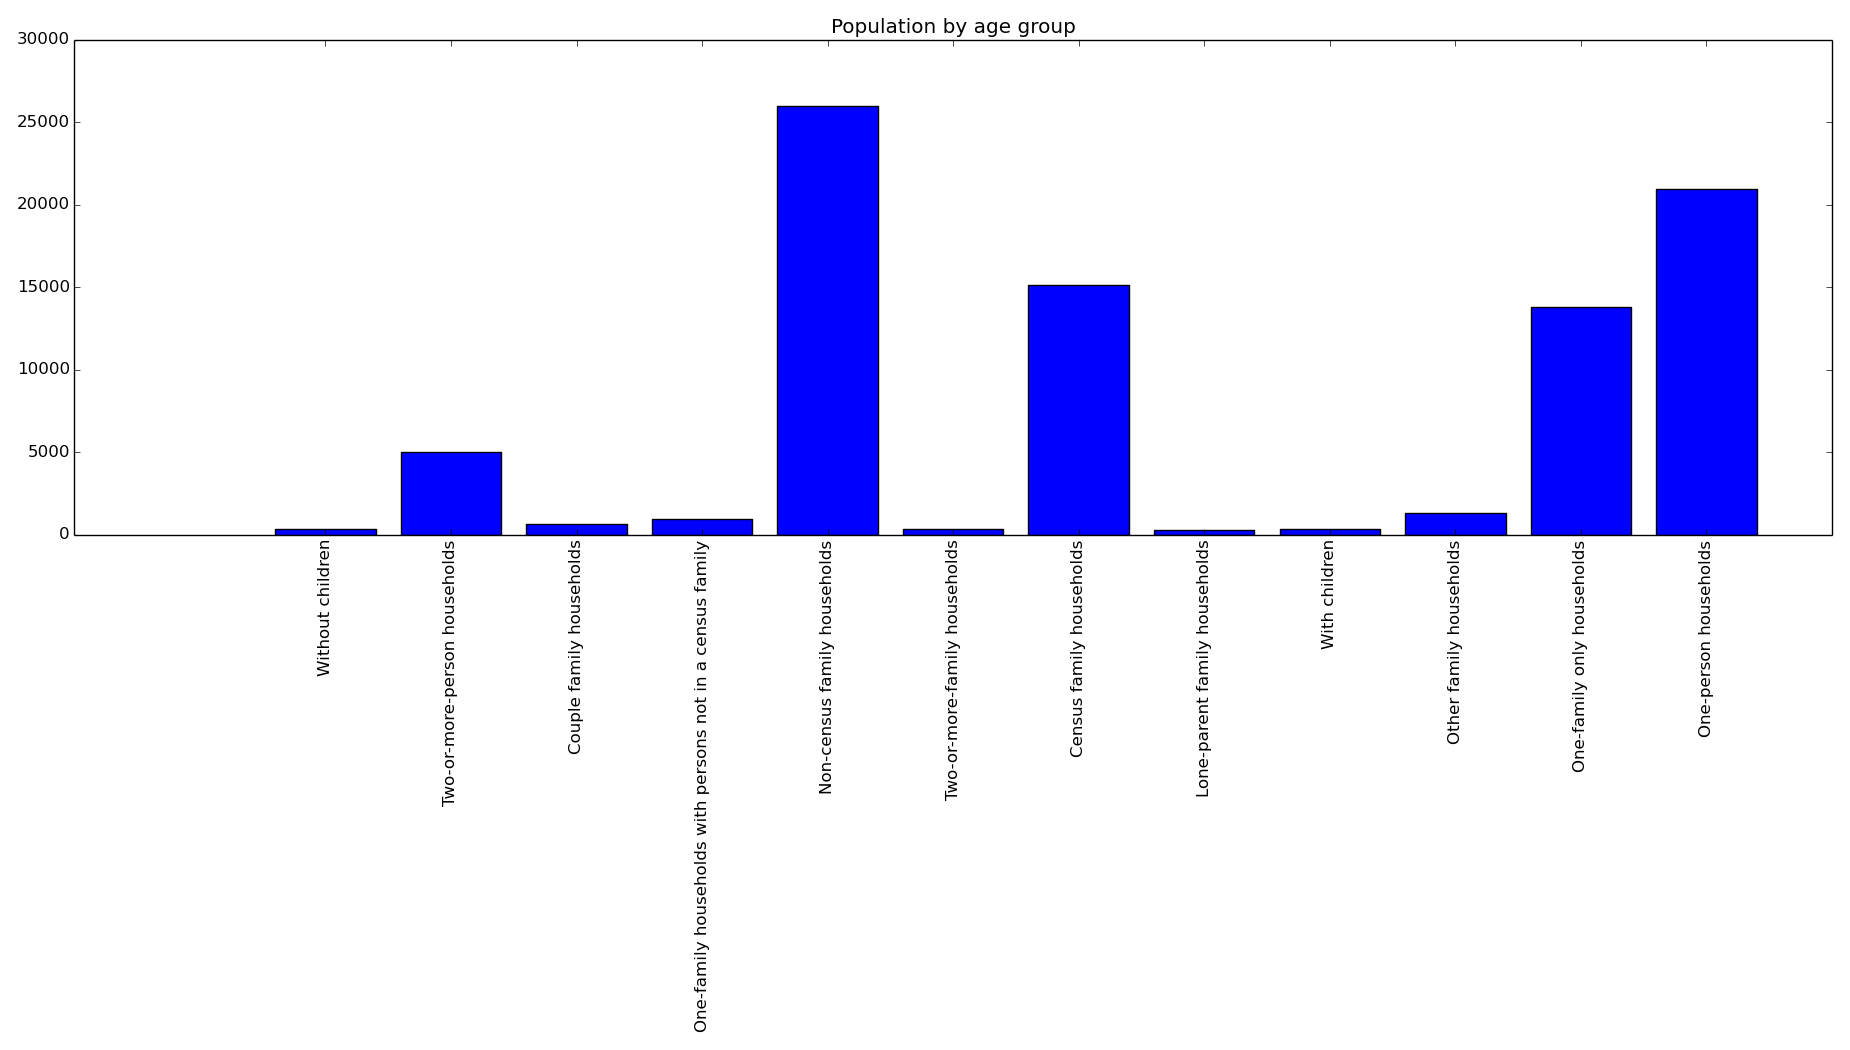 Population by age group
30000
25000
20000
15000
10000
5000
0
Without children
Two-or-more-person households
Couple family households
One-family households with persons not in a census family
Non-census family households
Two-or-more-family households
Census family households
Lone-parent family households
With children
Other family households
One-family only households
One-person households